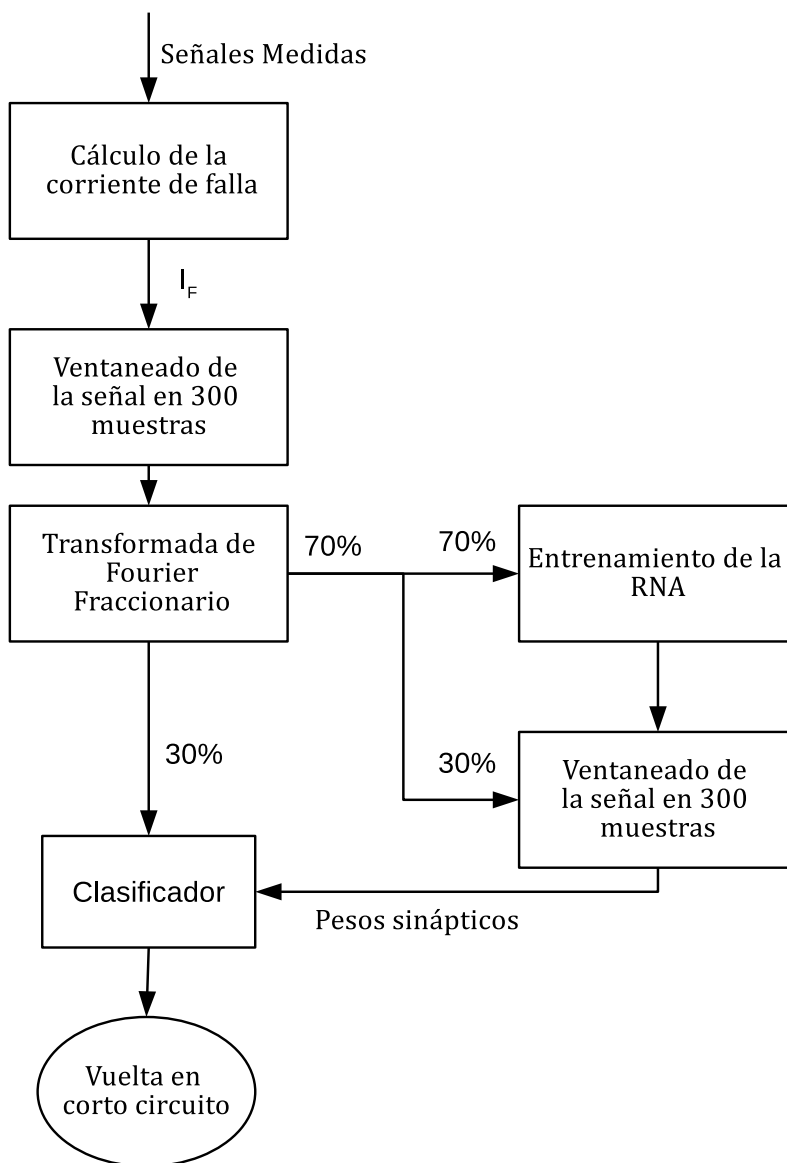 Señales Medidas
Cálculo de la
corriente de falla
I_F
Ventaneado de
la señal en 300
muestras
Transformada de
Fourier
Fraccionario
70%
70%
Entrenamiento de la
RNA
30%
30%
Ventaneado de
la señal en 300
muestras
Clasificador
Pesos sinápticos
Vuelta en
corto circuito